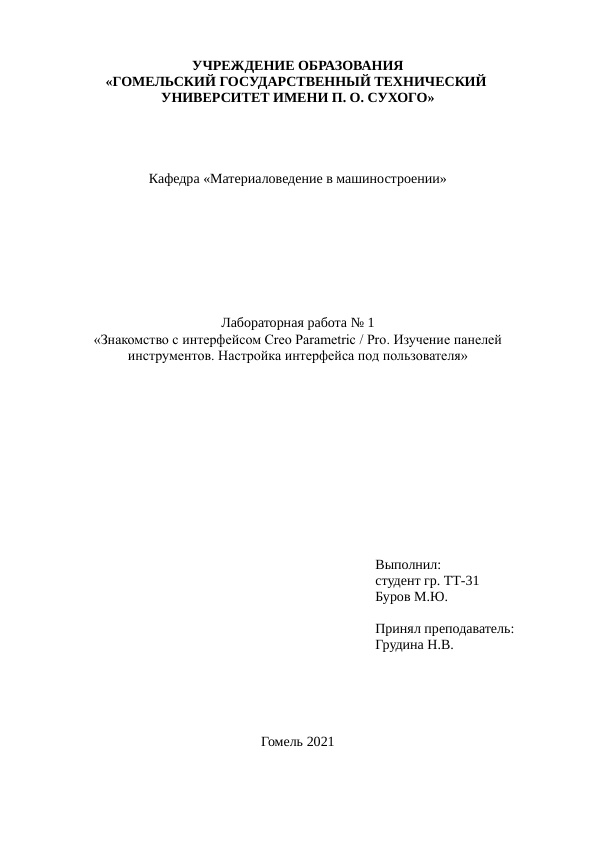 УЧРЕЖДЕНИЕ ОБРАЗОВАНИЯ
«ГОМЕЛЬСКИЙ ГОСУДАРСТВЕННЫЙ ТЕХНИЧЕСКИЙ
УНИВЕРСИТЕТ ИМЕНИ П. О. СУХОГО»
Кафедра «Материаловедение в машиностроении»
Лабораторная работа № 1
«Знакомство с интерфейсом Creo Parametric / Pro. Изучение панелей
инструментов. Настройка интерфейса под пользователя»
Выполнил:
студент гр. ТТ-31
Буров М.Ю.
Принял преподаватель:
Грудина Н.В.
Гомель 2021